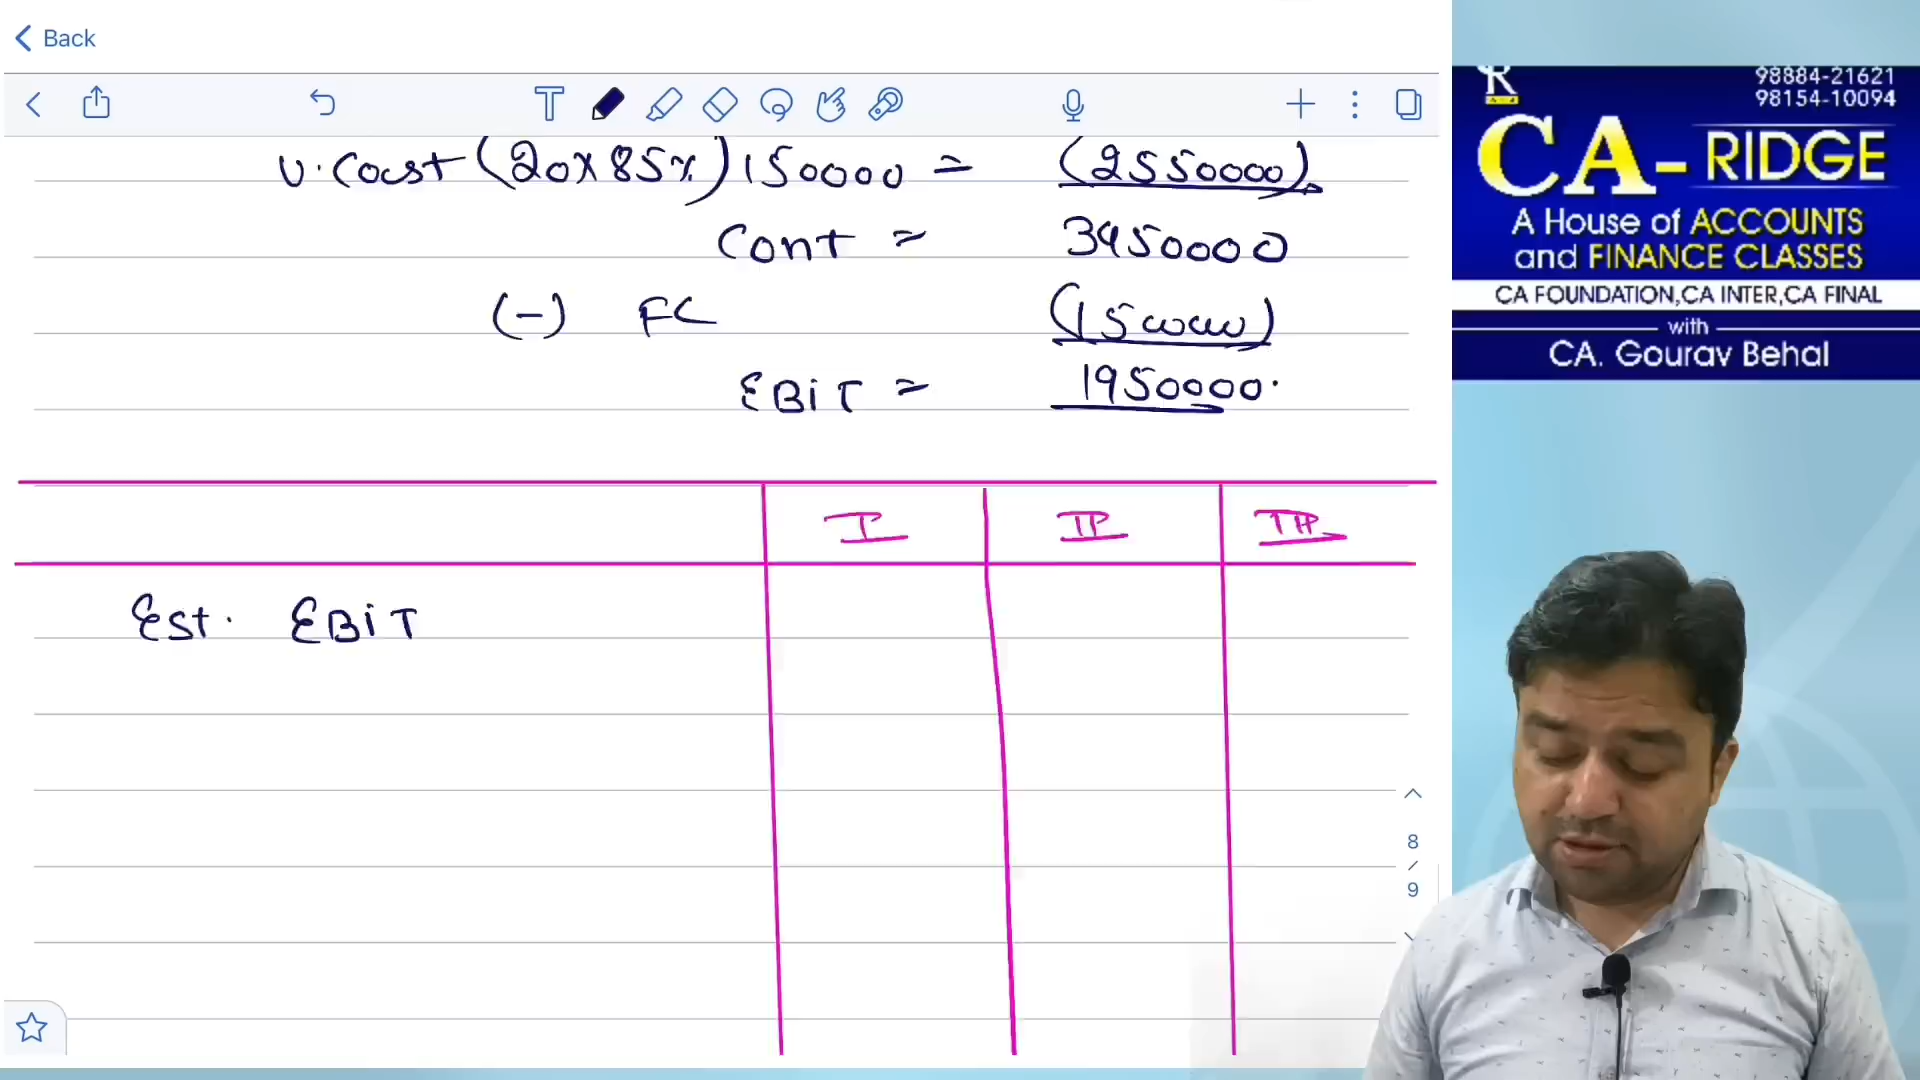 Back
T
V. Cost (20x85%) 150000 = (2550000)
Cont = 3450000
(-) FC (1500000)
EBiT = 1950000.
I II III
Est. EBiT
8
/
9
R
98884-21621
98154-10094
CA-RIDGE
A House of ACCOUNTS
and FINANCE CLASSES
CA FOUNDATION,CA INTER,CA FINAL
with
CA. Gourav Behal